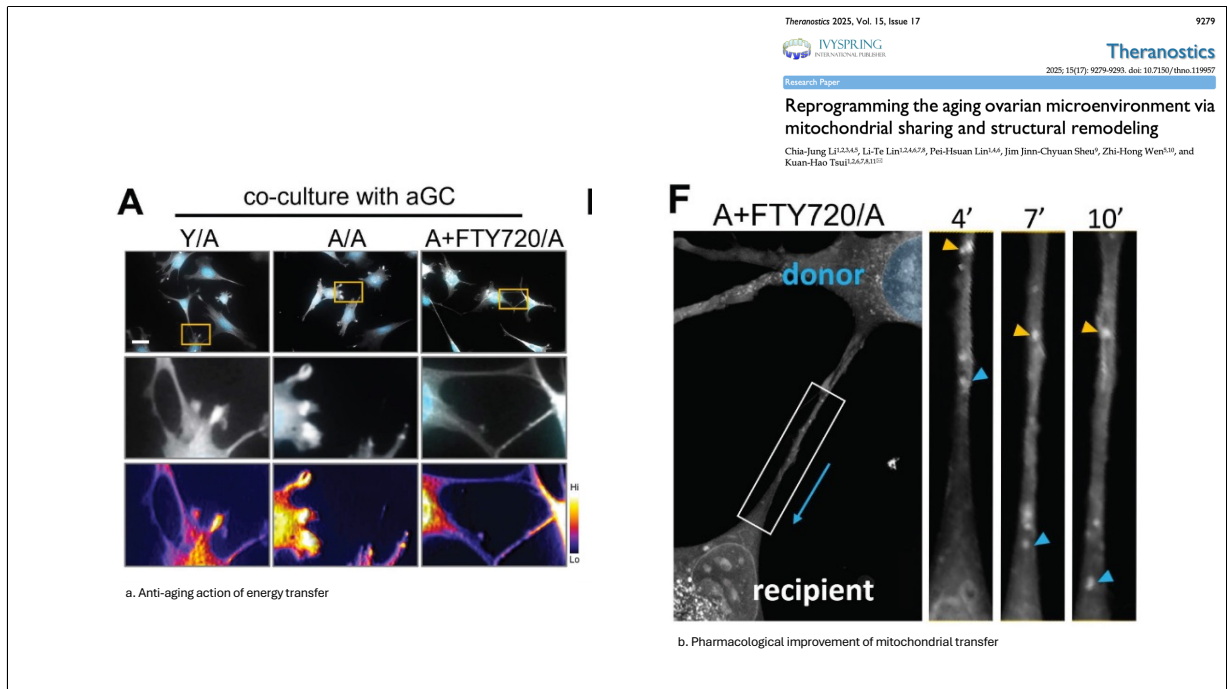 Theranostics 2025, Vol. 15, Issue 17
9279
IVYSPRING
INTERNATIONAL PUBLISHER
Theranostics
2025; 15(17): 9279-9293. doi: 10.7150/thno.119957
Research Paper
Reprogramming the aging ovarian microenvironment via
mitochondrial sharing and structural remodeling
Chia-Jung Li1,2,3,4,5, Li-Te Lin1,2,4,6,7,8, Pei-Hsuan Lin1,4,6, Jim Jinn-Chyuan Sheu9, Zhi-Hong Wen5,10, and
Kuan-Hao Tsui1,2,6,7,8,11
A
co-culture with aGC
Y/A
A/A
A+FTY720/A
Hi
Lo
a. Anti-aging action of energy transfer
F
A+FTY720/A
4’
7’
10’
donor
recipient
b. Pharmacological improvement of mitochondrial transfer